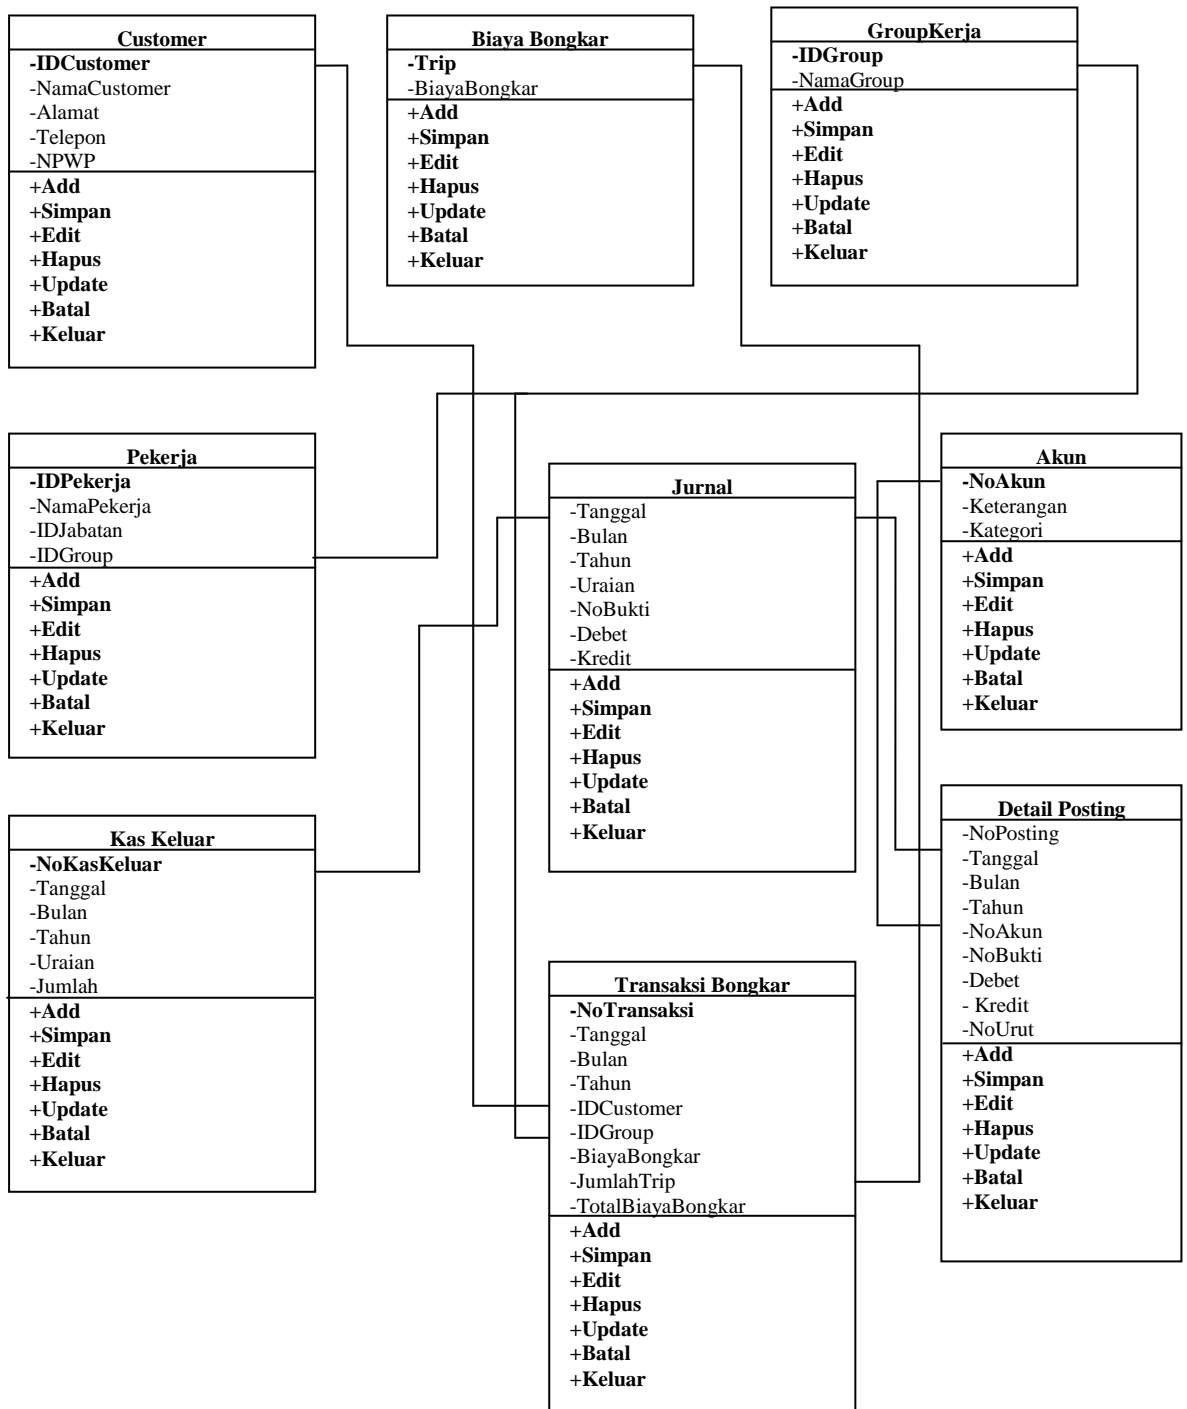 Customer
-IDCustomer
-NamaCustomer
-Alamat
-Telepon
-NPWP
+Add
+Simpan
+Edit
+Hapus
+Update
+Batal
+Keluar
Biaya Bongkar
-Trip
-BiayaBongkar
+Add
+Simpan
+Edit
+Hapus
+Update
+Batal
+Keluar
GroupKerja
-IDGroup
-NamaGroup
+Add
+Simpan
+Edit
+Hapus
+Update
+Batal
+Keluar
Pekerja
-IDPekerja
-NamaPekerja
-IDJabatan
-IDGroup
+Add
+Simpan
+Edit
+Hapus
+Update
+Batal
+Keluar
Jurnal
-Tanggal
-Bulan
-Tahun
-Uraian
-NoBukti
-Debet
-Kredit
+Add
+Simpan
+Edit
+Hapus
+Update
+Batal
+Keluar
Akun
-NoAkun
-Keterangan
-Kategori
+Add
+Simpan
+Edit
+Hapus
+Update
+Batal
+Keluar
Kas Keluar
-NoKasKeluar
-Tanggal
-Bulan
-Tahun
-Uraian
-Jumlah
+Add
+Simpan
+Edit
+Hapus
+Update
+Batal
+Keluar
Transaksi Bongkar
-NoTransaksi
-Tanggal
-Bulan
-Tahun
-IDCustomer
-IDGroup
-BiayaBongkar
-JumlahTrip
-TotalBiayaBongkar
+Add
+Simpan
+Edit
+Hapus
+Update
+Batal
+Keluar
Detail Posting
-NoPosting
-Tanggal
-Bulan
-Tahun
-NoAkun
-NoBukti
-Debet
- Kredit
-NoUrut
+Add
+Simpan
+Edit
+Hapus
+Update
+Batal
+Keluar